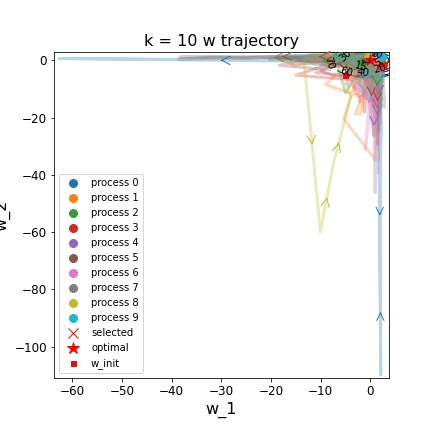 k = 10 w trajectory
0
−20
−40
−60
−80
−100
w_2
process 0
process 1
process 2
process 3
process 4
process 5
process 6
process 7
process 8
process 9
selected
optimal
w_init
−60
−50
−40
−30
−20
−10
0
w_1